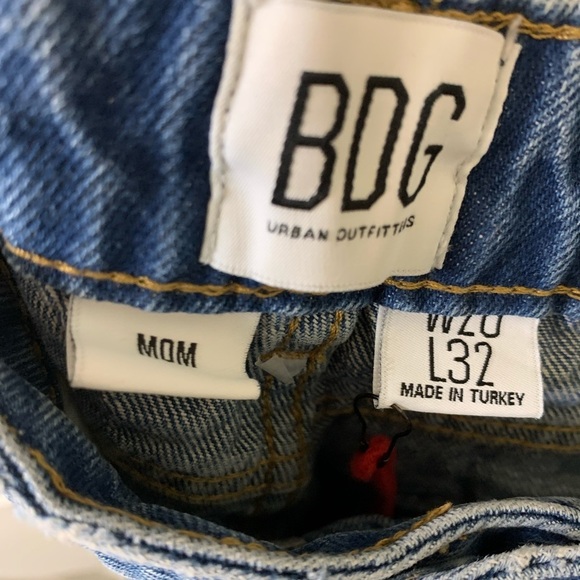 BDG
URBAN OUTFITTERS
MOM
L32
MADE IN TURKEY